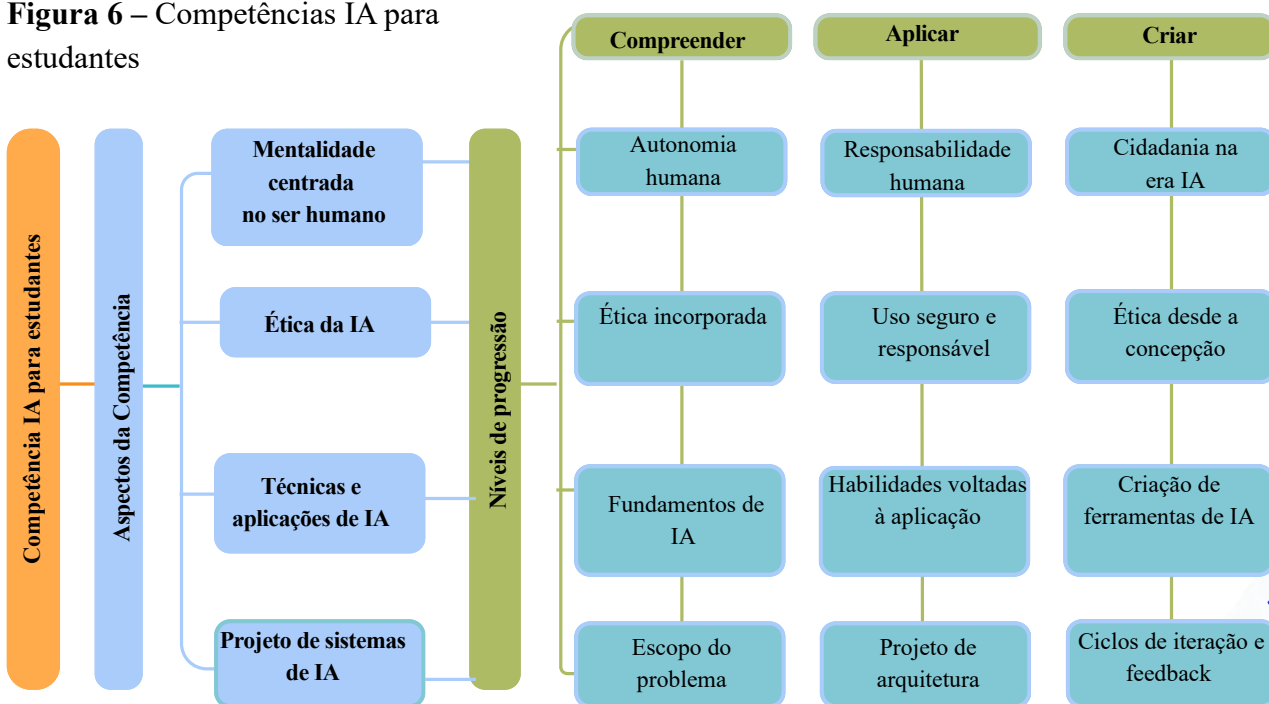 Figura 6 – Competências IA para
estudantes
Competência IA para estudantes
Aspectos da Competência
Mentalidade
centrada
no ser humano
Ética da IA
Técnicas e
aplicações de IA
Projeto de sistemas
de IA
Níveis de progressão
Compreender
Aplicar
Criar
Autonomia
humana
Responsabilidade
humana
Cidadania na
era IA
Ética incorporada
Uso seguro e
responsável
Ética desde a
concepção
Fundamentos de
IA
Habilidades voltadas
à aplicação
Criação de
ferramentas de IA
Escopo do
problema
Projeto de
arquitetura
Ciclos de iteração e
feedback